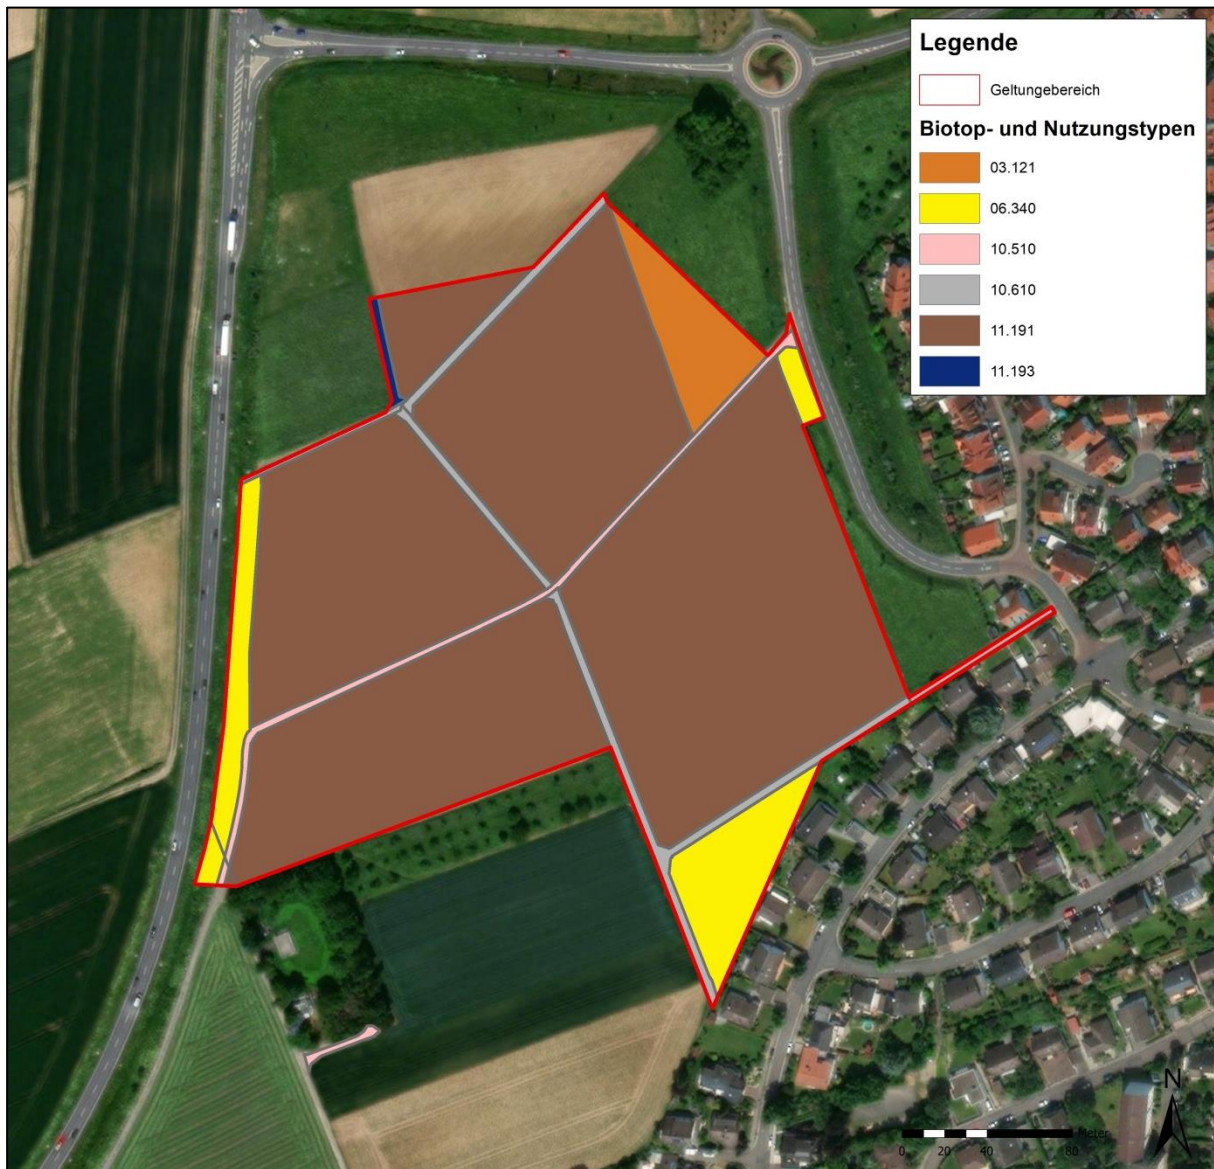 Legende
Geltungebereich
Biotop- und Nutzungstypen
03.121
06.340
10.510
10.610
11.191
11.193
N
Meter
0 20 40 80